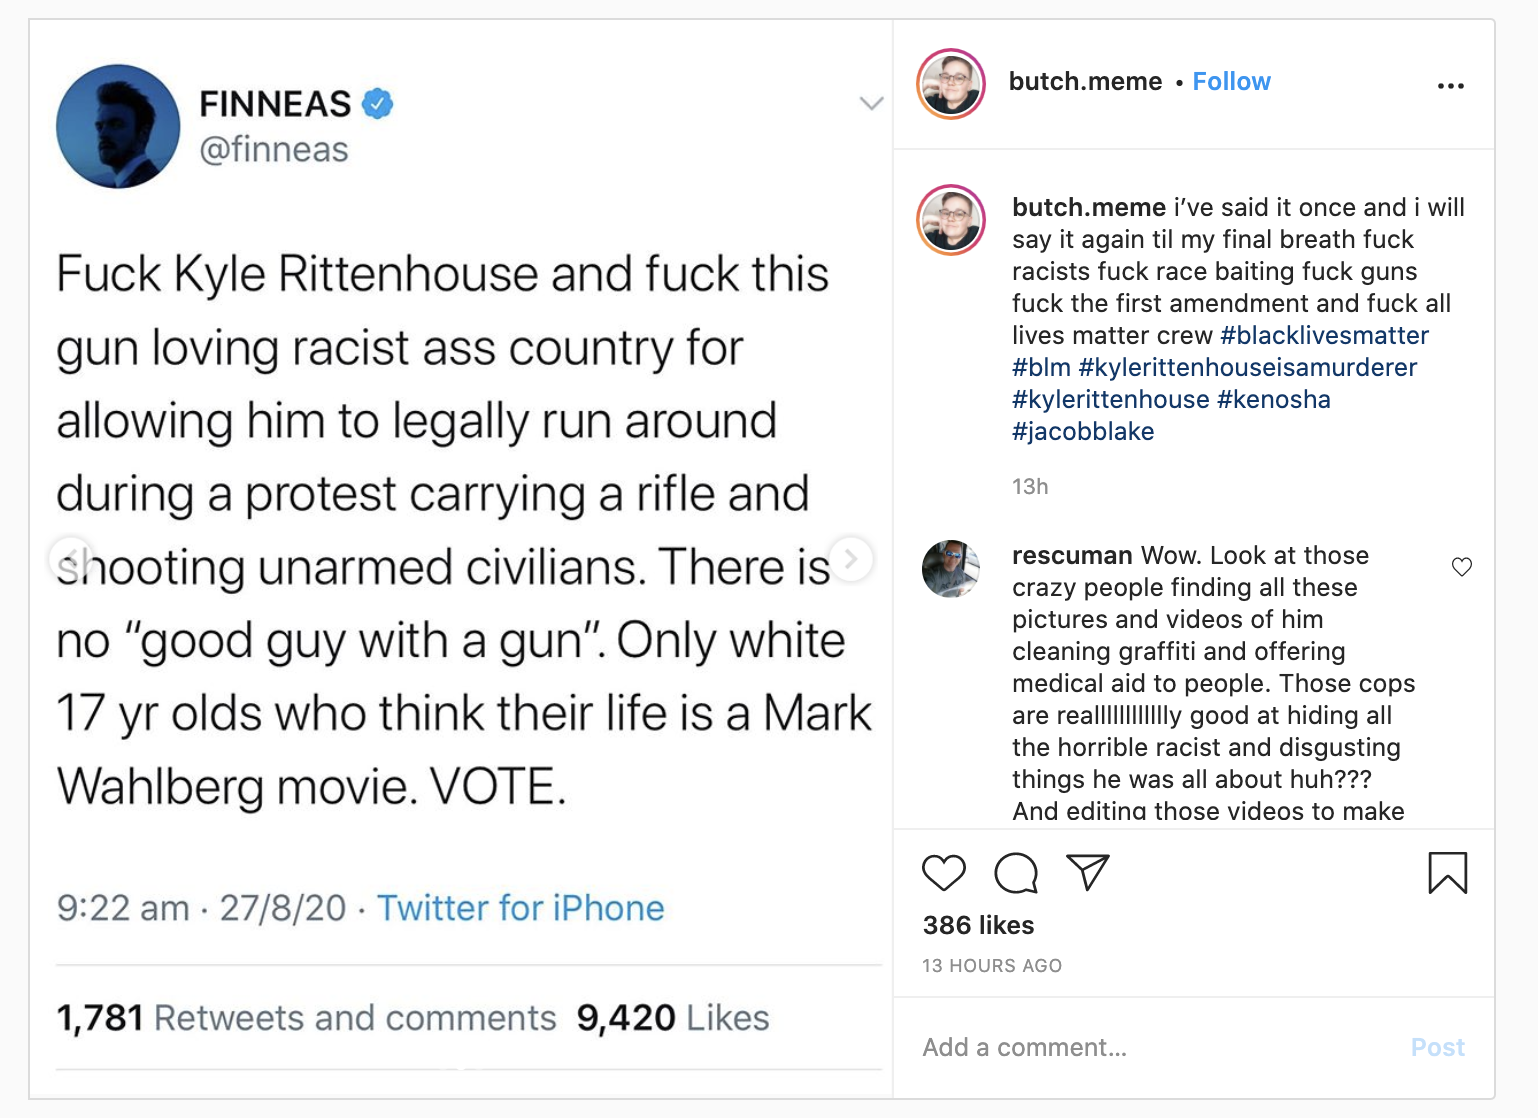 FINNEAS
@finneas
Fuck Kyle Rittenhouse and fuck this
gun loving racist ass country for
allowing him to legally run around
during a protest carrying a rifle and
shooting unarmed civilians. There is
no “good guy with a gun”. Only white
17 yr olds who think their life is a Mark
Wahlberg movie. VOTE.
9:22 am · 27/8/20 · Twitter for iPhone
1,781 Retweets and comments 9,420 Likes
butch.meme • Follow
butch.meme i’ve said it once and i will
say it again til my final breath fuck
racists fuck race baiting fuck guns
fuck the first amendment and fuck all
lives matter crew #blacklivesmatter
#blm #kylerittenhouseisamurderer
#kylerittenhouse #kenosha
#jacobblake
13h
rescuman Wow. Look at those
crazy people finding all these
pictures and videos of him
cleaning graffiti and offering
medical aid to people. Those cops
are realllllllllllly good at hiding all
the horrible racist and disgusting
things he was all about huh???
And editing those videos to make
386 likes
13 HOURS AGO
Add a comment...
Post